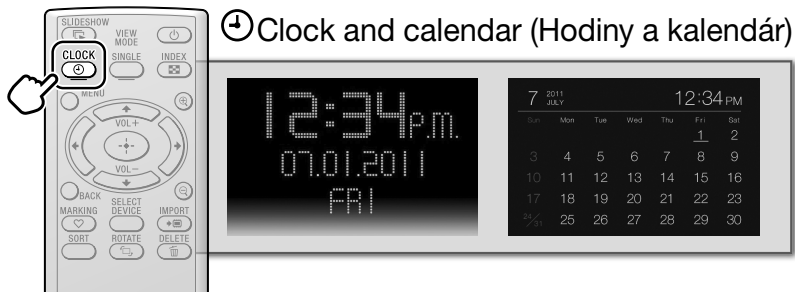 Clock and calendar (Hodiny a kalendár)
SLIDESHOW
VIEW MODE
CLOCK
SINGLE
INDEX
MENU
VOL+
VOL-
BACK
MARKING
SELECT DEVICE
IMPORT
SORT
ROTATE
DELETE
12:34P.M.
07.01.2011
FRI
7 2011 JULY 12:34 PM
Sun Mon Tue Wed Thu Fri Sat
1 2
3 4 5 6 7 8 9
10 11 12 13 14 15 16
17 18 19 20 21 22 23
24/31 25 26 27 28 29 30